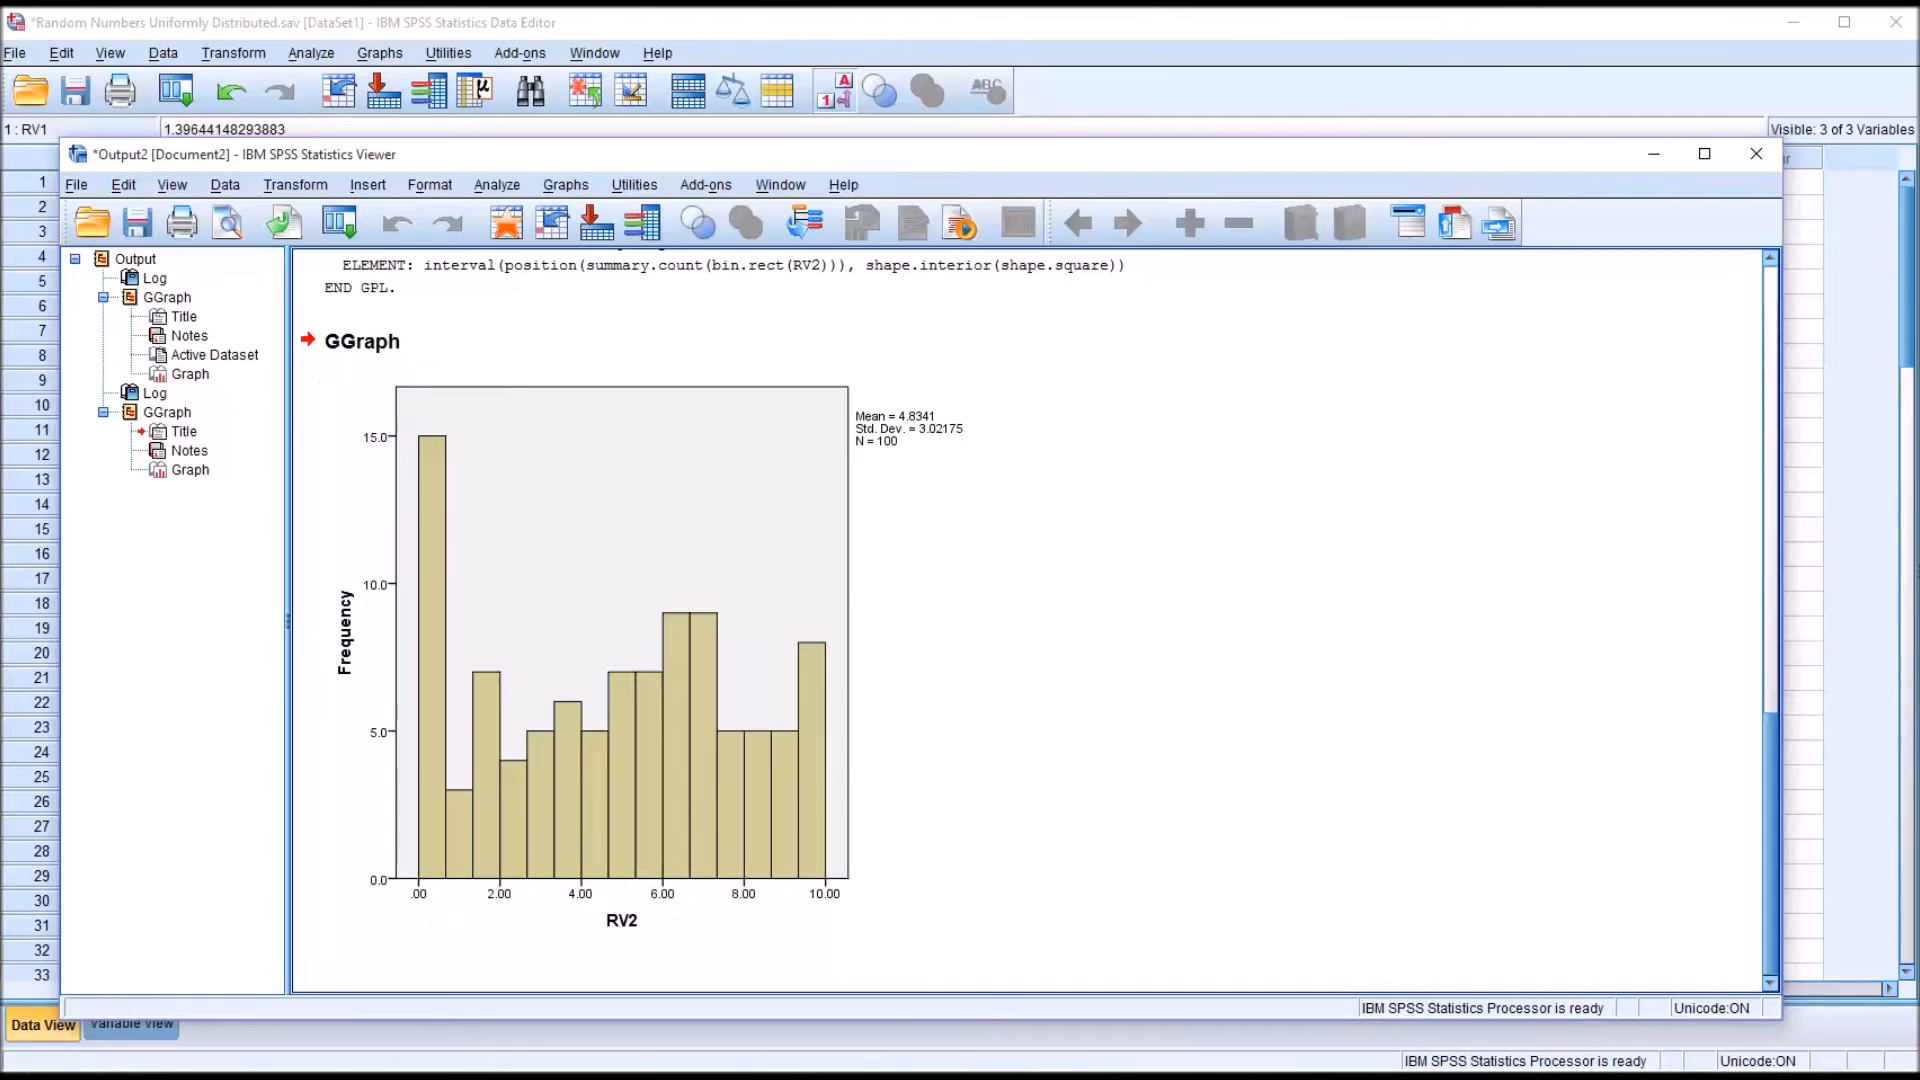 *Random Numbers Uniformly Distributed.sav [DataSet1] - IBM SPSS Statistics Data Editor
File Edit View Data Transform Analyze Graphs Utilities Add-ons Window Help
1 : RV1 1.39644148293883 Visible: 3 of 3 Variables
*Output2 [Document2] - IBM SPSS Statistics Viewer
File Edit View Data Transform Insert Format Analyze Graphs Utilities Add-ons Window Help
1
2
3
4
5
6
7
8
9
10
11
12
13
14
15
16
17
18
19
20
21
22
23
24
25
26
27
28
29
30
31
32
33
Output
Log
GGraph
Title
Notes
Active Dataset
Graph
Log
GGraph
Title
Notes
Graph
ELEMENT: interval(position(summary.count(bin.rect(RV2))), shape.interior(shape.square))
END GPL.
GGraph
Mean = 4.8341
Std. Dev. = 3.02175
N = 100
Frequency
15.0
10.0
5.0
0.0
.00 2.00 4.00 6.00 8.00 10.00
RV2
IBM SPSS Statistics Processor is ready Unicode:ON
Data View Variable View
IBM SPSS Statistics Processor is ready Unicode:ON